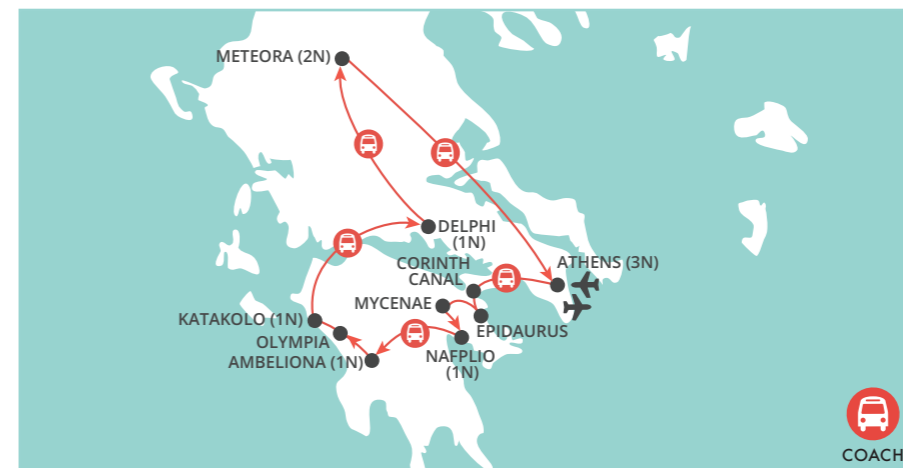 METEORA (2N)
DELPHI
(1N)
CORINTH
CANAL
ATHENS (3N)
MYCENAE
EPIDAURUS
KATAKOLO (1N)
OLYMPIA
AMBELIONA (1N)
NAFPLIO
(1N)
COACH